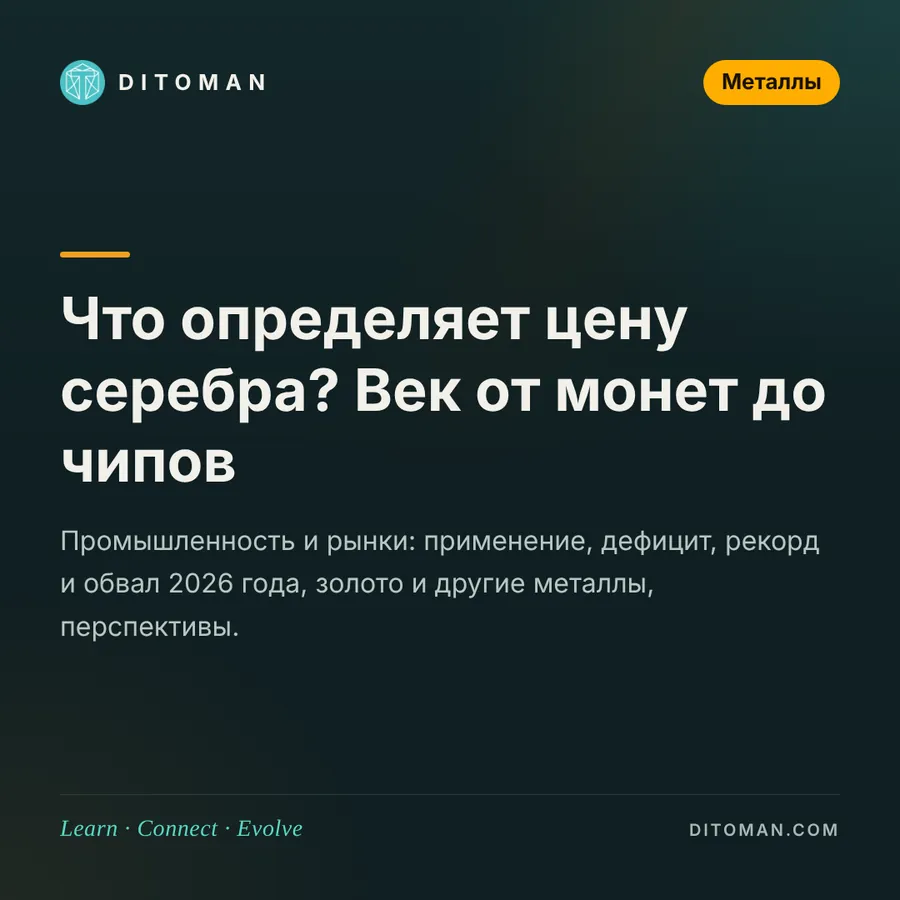 DITOMAN
Металлы
Что определяет цену
серебра? Век от монет до
чипов
Промышленность и рынки: применение, дефицит, рекорд
и обвал 2026 года, золото и другие металлы,
перспективы.
Learn · Connect · Evolve
DITOMAN.COM